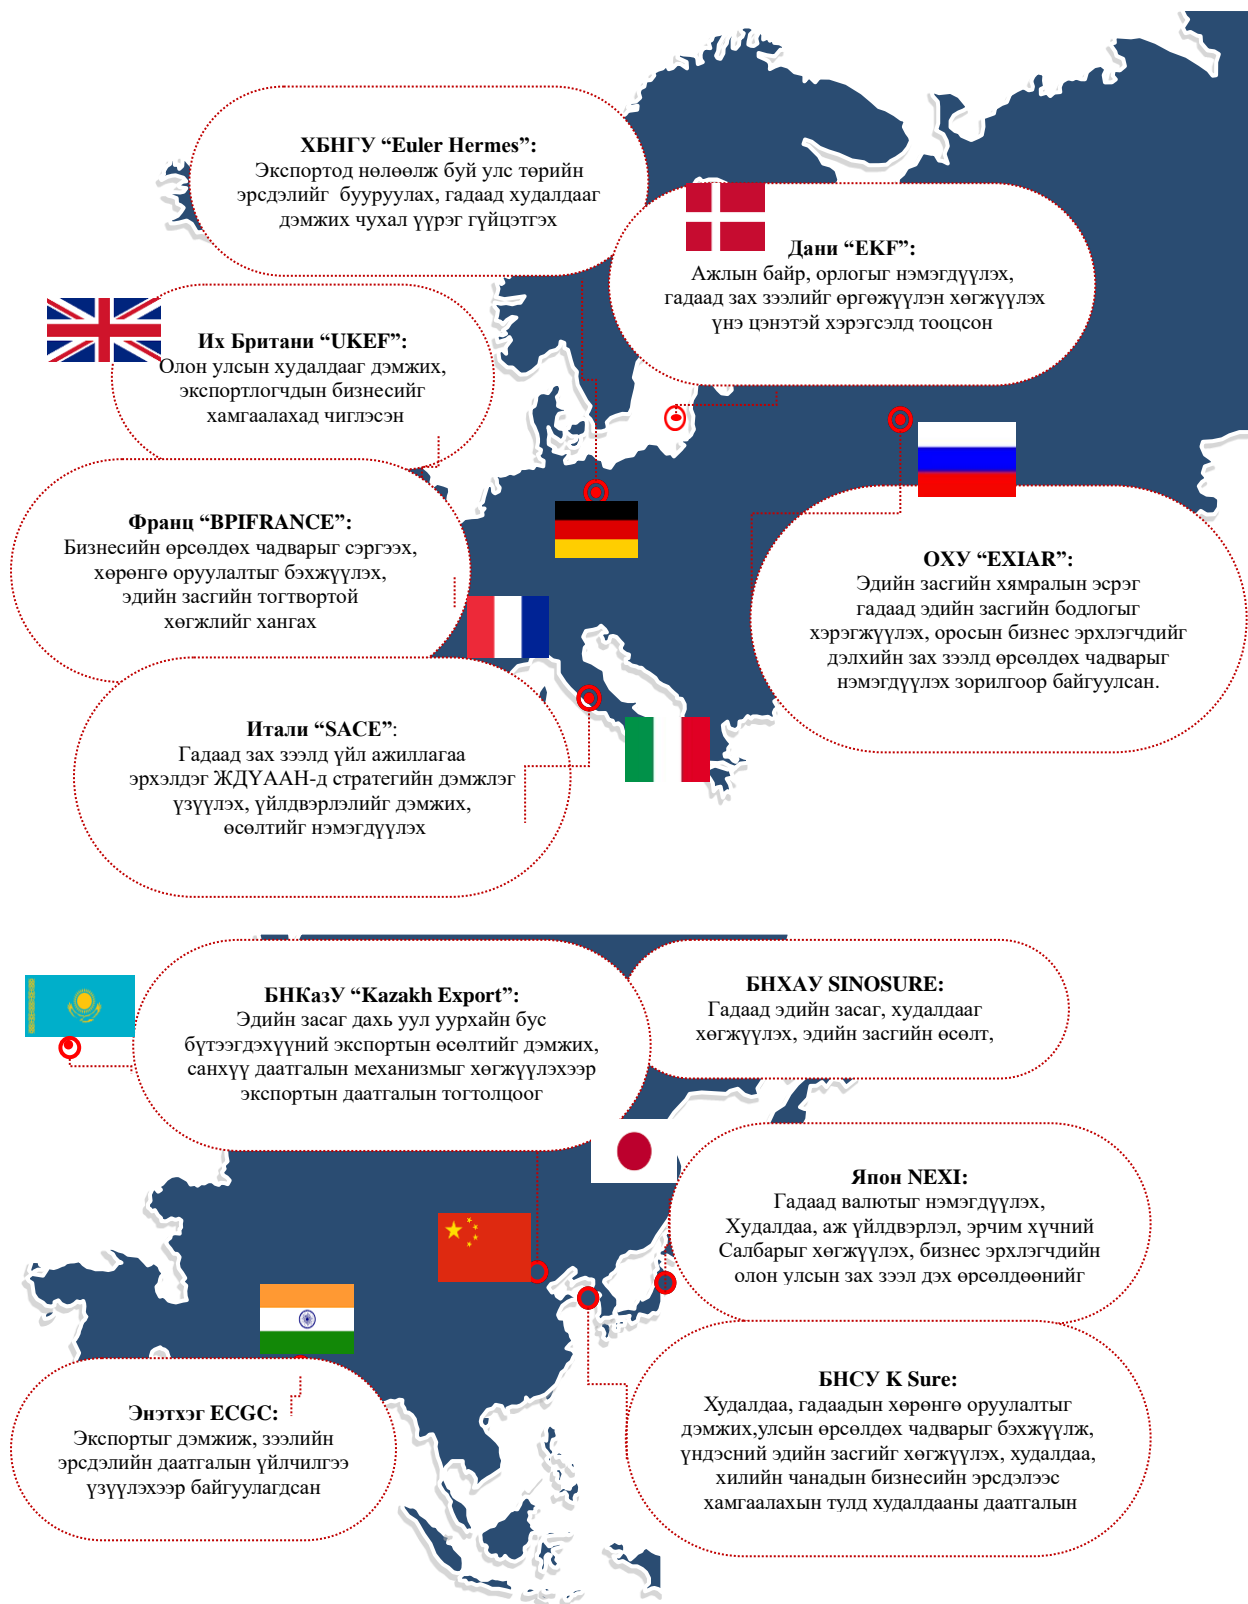 ХБНГУ “Euler Hermes”:
Экспортод нөлөөлж буй улс төрийн
эрсдэлийг бууруулах, гадаад худалдааг
дэмжих чухал үүрэг гүйцэтгэх
Дани “EKF”:
Ажлын байр, орлогыг нэмэгдүүлэх,
гадаад зах зээлийг өргөжүүлэн хөгжүүлэх
үнэ цэнэтэй хэрэгсэлд тооцсон
Их Британи “UKEF”:
Олон улсын худалдааг дэмжих,
экспортлогчдын бизнесийг
хамгаалахад чиглэсэн
Франц “BPIFRANCE”:
Бизнесийн өрсөлдөх чадварыг сэргээх,
хөрөнгө оруулалтыг бэхжүүлэх,
эдийн засгийн тогтвортой
хөгжлийг хангах
ОХУ “EXIAR”:
Эдийн засгийн хямралын эсрэг
гадаад эдийн засгийн бодлогыг
хэрэгжүүлэх, оросын бизнес эрхлэгчдийг
дэлхийн зах зээлд өрсөлдөх чадварыг
нэмэгдүүлэх зорилгоор байгуулсан.
Итали “SACE”:
Гадаад зах зээлд үйл ажиллагаа
эрхэлдэг ЖДҮААН-д стратегийн дэмжлэг
үзүүлэх, үйлдвэрлэлийг дэмжих,
өсөлтийг нэмэгдүүлэх
БНКазУ “Kazakh Export”:
Эдийн засаг дахь уул уурхайн бус
бүтээгдэхүүний экспортын өсөлтийг дэмжих,
санхүү даатгалын механизмыг хөгжүүлэхээр
экспортын даатгалын тогтолцоог
БНХАУ SINOSURE:
Гадаад эдийн засаг, худалдааг
хөгжүүлэх, эдийн засгийн өсөлт,
Япон NEXI:
Гадаад валютыг нэмэгдүүлэх,
Худалдаа, аж үйлдвэрлэл, эрчим хүчний
Салбарыг хөгжүүлэх, бизнес эрхлэгчдийн
олон улсын зах зээл дэх өрсөлдөөнийг
Энэтхэг ECGC:
Экспортыг дэмжиж, зээлийн
эрсдэлийн даатгалын үйлчилгээ
үзүүлэхээр байгуулагдсан
БНСУ K Sure:
Худалдаа, гадаадын хөрөнгө оруулалтыг
дэмжих,улсын өрсөлдөх чадварыг бэхжүүлж,
үндэсний эдийн засгийг хөгжүүлэх, худалдаа,
хилийн чанадын бизнесийн эрсдэлээс
хамгаалахын тулд худалдааны даатгалын